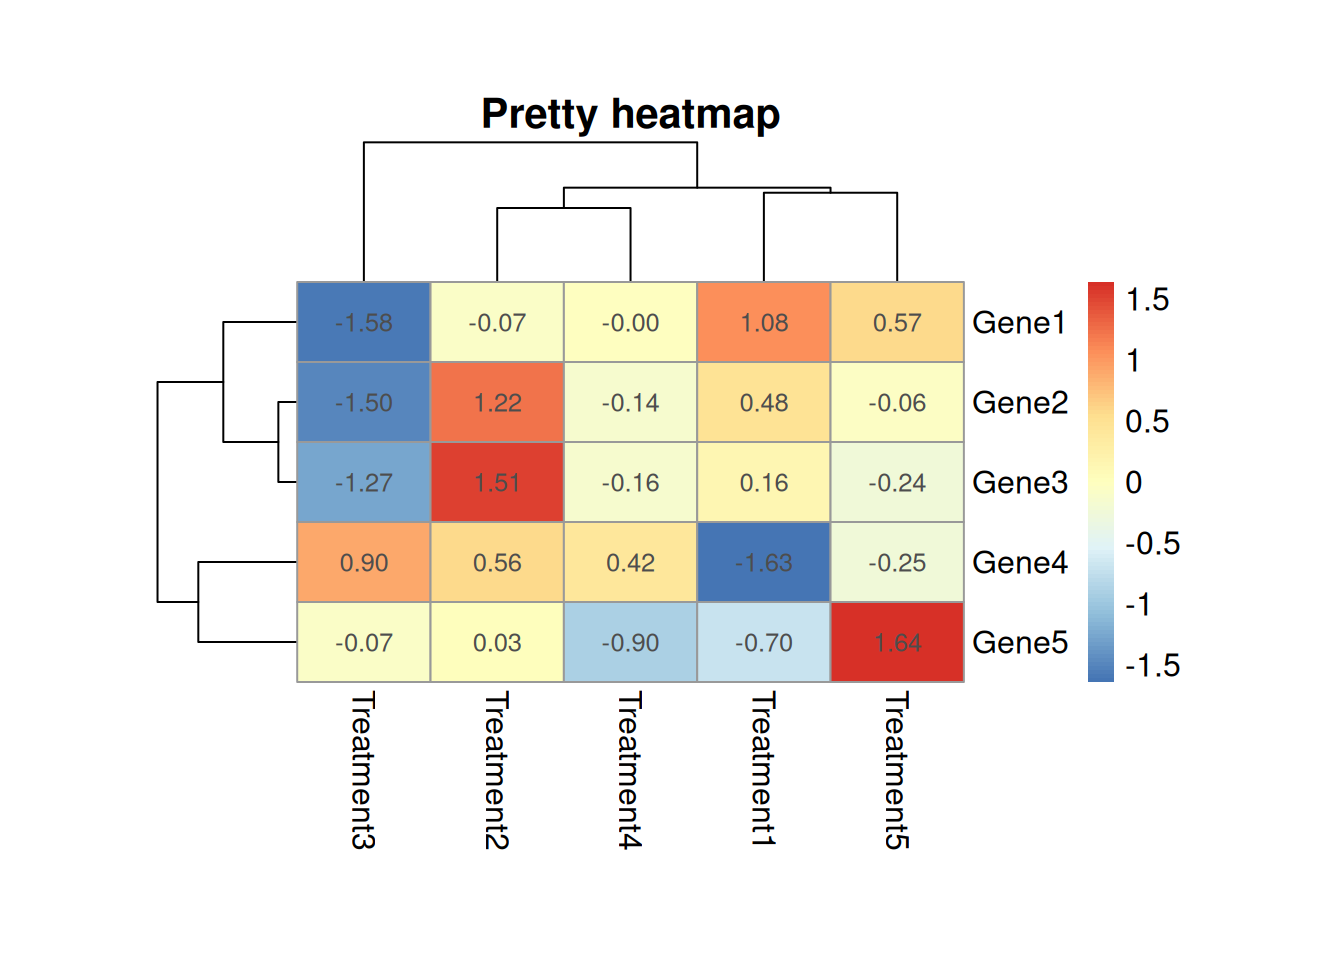 Pretty heatmap
-1.58 -0.07 -0.00 1.08 0.57 Gene1
-1.50 1.22 -0.14 0.48 -0.06 Gene2
-1.27 1.51 -0.16 0.16 -0.24 Gene3
0.90 0.56 0.42 -1.63 -0.25 Gene4
-0.07 0.03 -0.90 -0.70 1.64 Gene5
Treatment3
Treatment2
Treatment4
Treatment1
Treatment5
1.5
1
0.5
0
-0.5
-1
-1.5